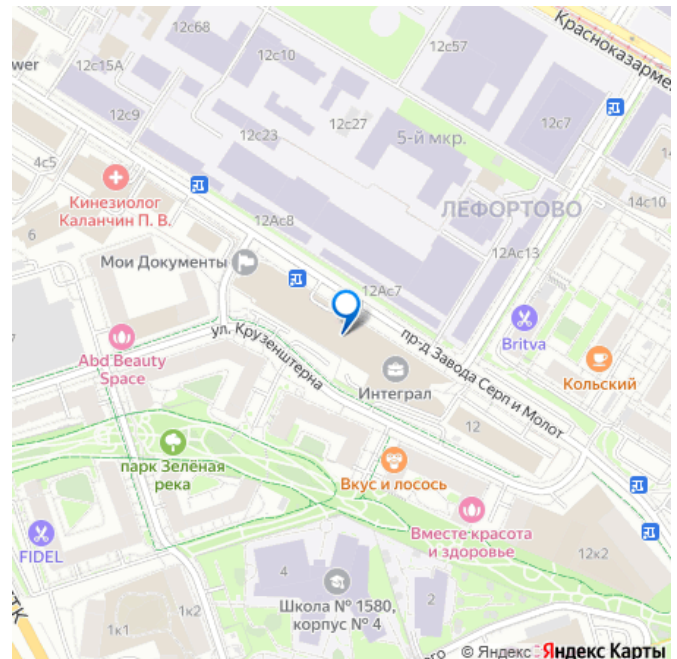 Красноказарме
12с68
12с10
12с57
wer
12с15А
12с9
12с23
12с27
12с7
5-й мкр.
4с5
Кинезиолог
Каланчин П. В.
ЛЕФОРТОВО
14с10
12Ас8
6
12Ас13
Мои Документы
12Ас7
ул. Крузенштерна
пр-д Завода Серп и Молот
Britva
Abd Beauty
Space
Кольский
Интеграл
12
парк Зелёная
река
Вкус и лосось
Вместе-красота
и здоровье
FIDEL
12к2
4
Школа № 1580,
корпус № 4
2
1к2
1к1
ТК
ого
© Яндекс Яндекс Карты